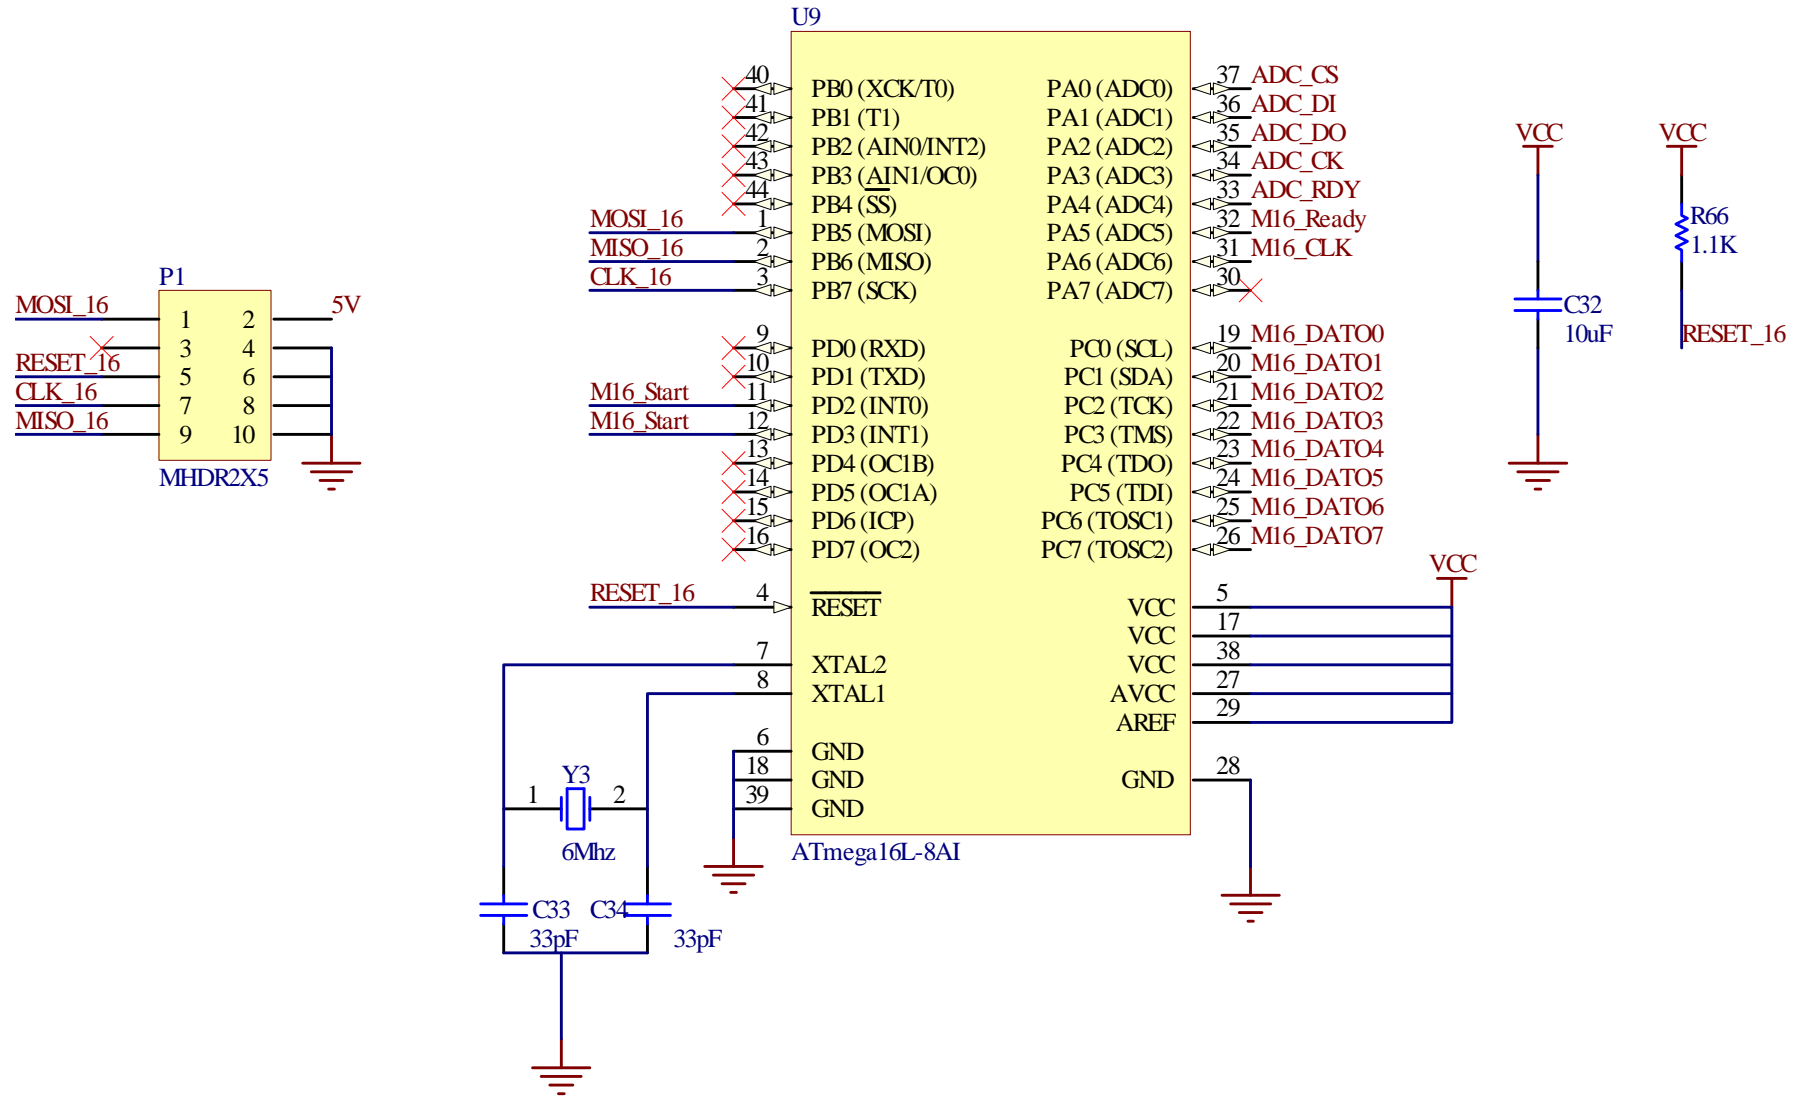 U9
40 PB0 (XCK/T0) PA0 (ADC0) 37 ADC_CS
41 PB1 (T1) PA1 (ADC1) 36 ADC_DI
42 PB2 (AIN0/INT2) PA2 (ADC2) 35 ADC_DO
43 PB3 (AIN1/OC0) PA3 (ADC3) 34 ADC_CK
44 PB4 (SS) PA4 (ADC4) 33 ADC_RDY
MOSI_16 1 PB5 (MOSI) PA5 (ADC5) 32 M16_Ready
MISO_16 2 PB6 (MISO) PA6 (ADC6) 31 M16_CLK
CLK_16 3 PB7 (SCK) PA7 (ADC7) 30
9 PD0 (RXD) PC0 (SCL) 19 M16_DATO0
10 PD1 (TXD) PC1 (SDA) 20 M16_DATO1
M16_Start 11 PD2 (INT0) PC2 (TCK) 21 M16_DATO2
M16_Start 12 PD3 (INT1) PC3 (TMS) 22 M16_DATO3
13 PD4 (OC1B) PC4 (TDO) 23 M16_DATO4
14 PD5 (OC1A) PC5 (TDI) 24 M16_DATO5
15 PD6 (ICP) PC6 (TOSC1) 25 M16_DATO6
16 PD7 (OC2) PC7 (TOSC2) 26 M16_DATO7
RESET_16 4 RESET VCC 5
VCC 17
7 XTAL2 VCC 38
8 XTAL1 AVCC 27
AREF 29
6 GND
18 GND GND 28
39 GND
ATmega16L-8AI
VCC
P1
MOSI_16 1 2 5V
3 4
RESET_16 5 6
CLK_16 7 8
MISO_16 9 10
MHDR2X5
Y3
1 2
6Mhz
C33 C34
33pF 33pF
VCC
C32
10uF
VCC
R66
1.1K
RESET_16